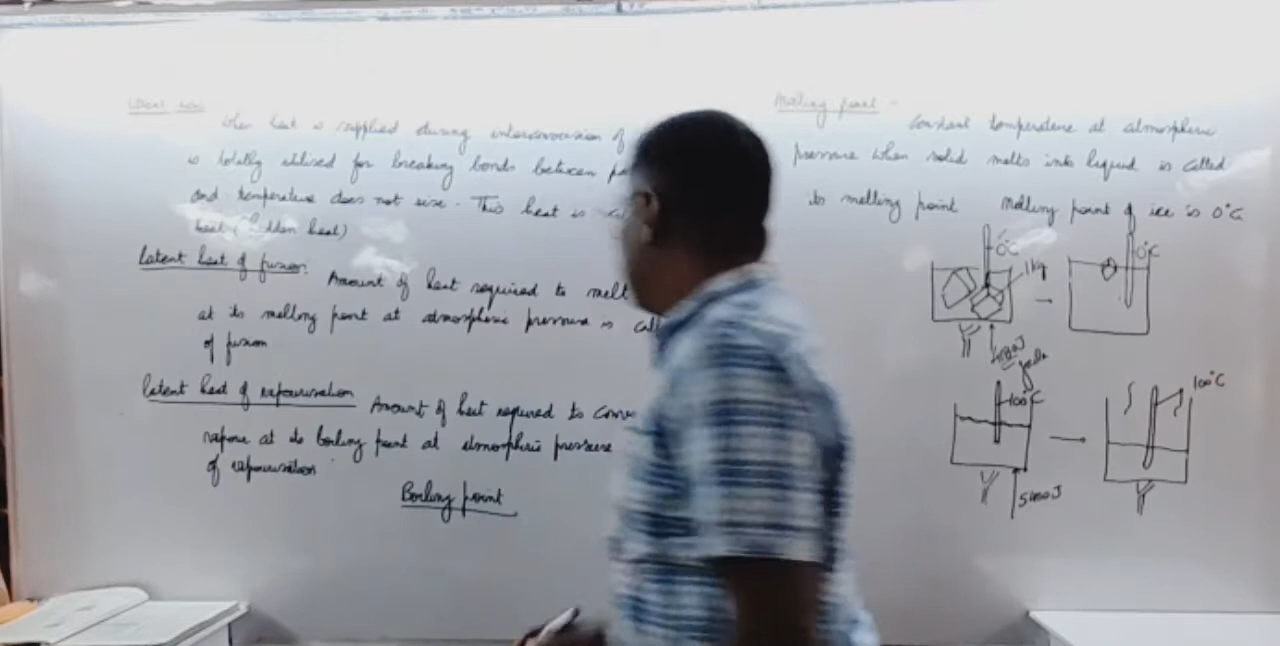 Latent heat
When heat is supplied during interconversion of
is totally utilised for breaking bonds between
and temperature does not rise. This heat is
heat (hidden heat)
Latent heat of fusion: Amount of heat required to melt
at its melting point at atmospheric pressure is
of fusion
Latent heat of vapourisation Amount of heat required to
vapour at its boiling point at atmospheric pressure
of vapourisation
Boiling point
Melting point -
Constant temperature at atmospheric
pressure when solid melts into liquid is called
its melting point Melting point of ice is 0°C
0°C
1kg
0°C
100°C
100°C